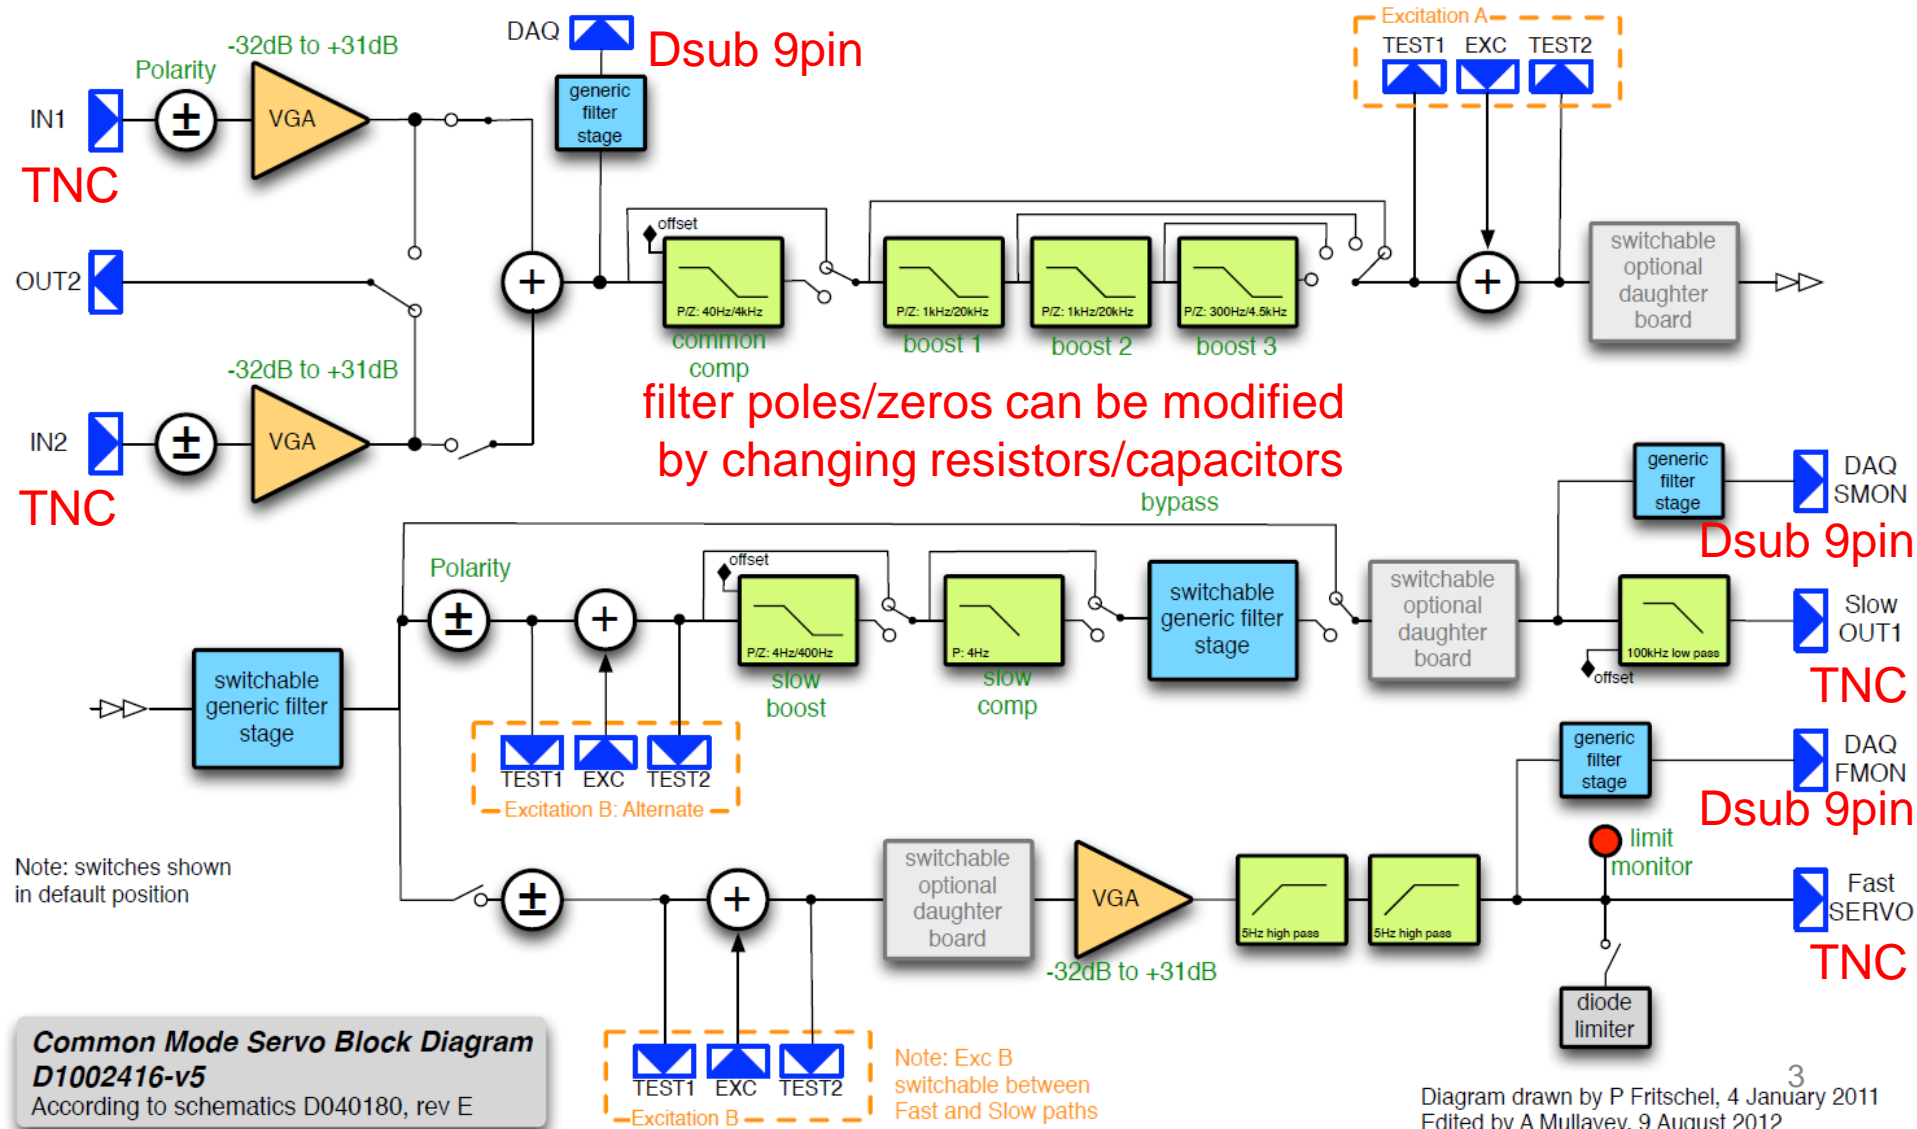 Excitation A
DAQ
Dsub 9pin
TEST1 EXC TEST2
-32dB to +31dB
Polarity
IN1
±
VGA
TNC
generic
filter
stage
offset
OUT2
+
+
P/Z: 40Hz/4kHz
P/Z: 1kHz/20kHz
P/Z: 1kHz/20kHz
P/Z: 300Hz/4.5kHz
switchable
optional
daughter
board
common
comp
boost 1
boost 2
boost 3
-32dB to +31dB
filter poles/zeros can be modified
by changing resistors/capacitors
IN2
±
VGA
TNC
bypass
generic
filter
stage
DAQ
SMON
Dsub 9pin
Polarity
±
+
offset
P/Z: 4Hz/400Hz
slow
boost
P: 4Hz
slow
comp
switchable
generic filter
stage
switchable
optional
daughter
board
100kHz low pass
offset
Slow
OUT1
TNC
switchable
generic filter
stage
TEST1 EXC TEST2
Excitation B: Alternate
generic
filter
stage
DAQ
FMON
Dsub 9pin
limit
monitor
Note: switches shown
in default position
±
+
switchable
optional
daughter
board
VGA
-32dB to +31dB
5Hz high pass
5Hz high pass
Fast
SERVO
TNC
diode
limiter
Common Mode Servo Block Diagram
D1002416-v5
According to schematics D040180, rev E
TEST1 EXC TEST2
Excitation B
Note: Exc B
switchable between
Fast and Slow paths
3
Diagram drawn by P Fritschel, 4 January 2011
Edited by A Mullavey, 9 August 2012